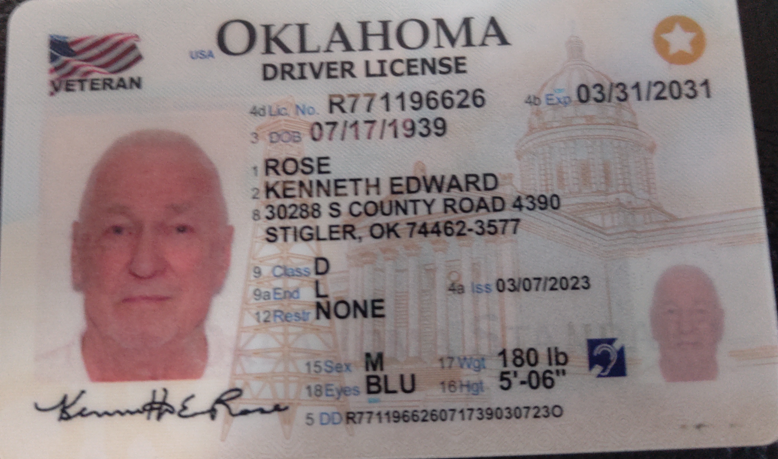 VETERAN
USA OKLAHOMA
DRIVER LICENSE
4d Lic. No. R771196626 4b Exp 03/31/2031
3 DOB 07/17/1939
1 ROSE
2 KENNETH EDWARD
8 30288 S COUNTY ROAD 4390
STIGLER, OK 74462-3577
9 Class D
9a End L 4a Iss 03/07/2023
12 Restr NONE
15 Sex M 17 Wgt 180 lb
18 Eyes BLU 16 Hgt 5'-06"
Kenneth E Rose
5 DD R7711966260717390307230